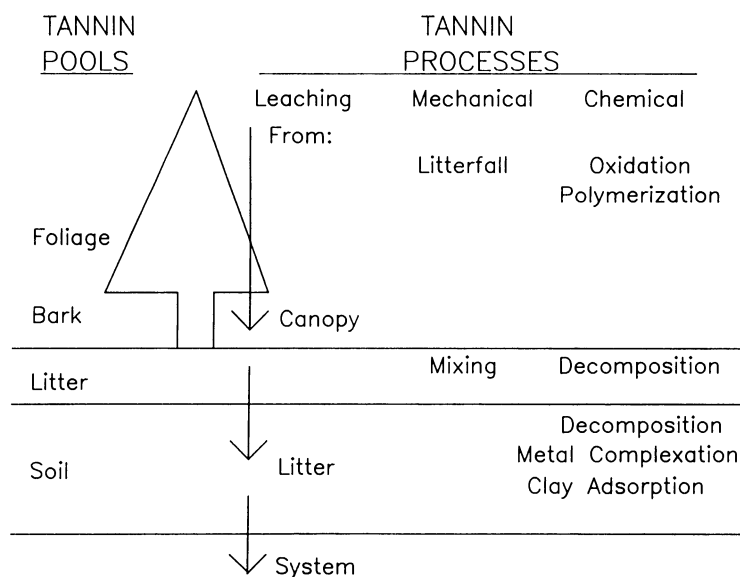 TANNIN
POOLS
TANNIN
PROCESSES
Leaching Mechanical Chemical
From:
Litterfall Oxidation
Polymerization
Foliage
Bark
Canopy
Litter
Mixing Decomposition
Decomposition
Soil
Litter
Metal Complexation
Clay Adsorption
System